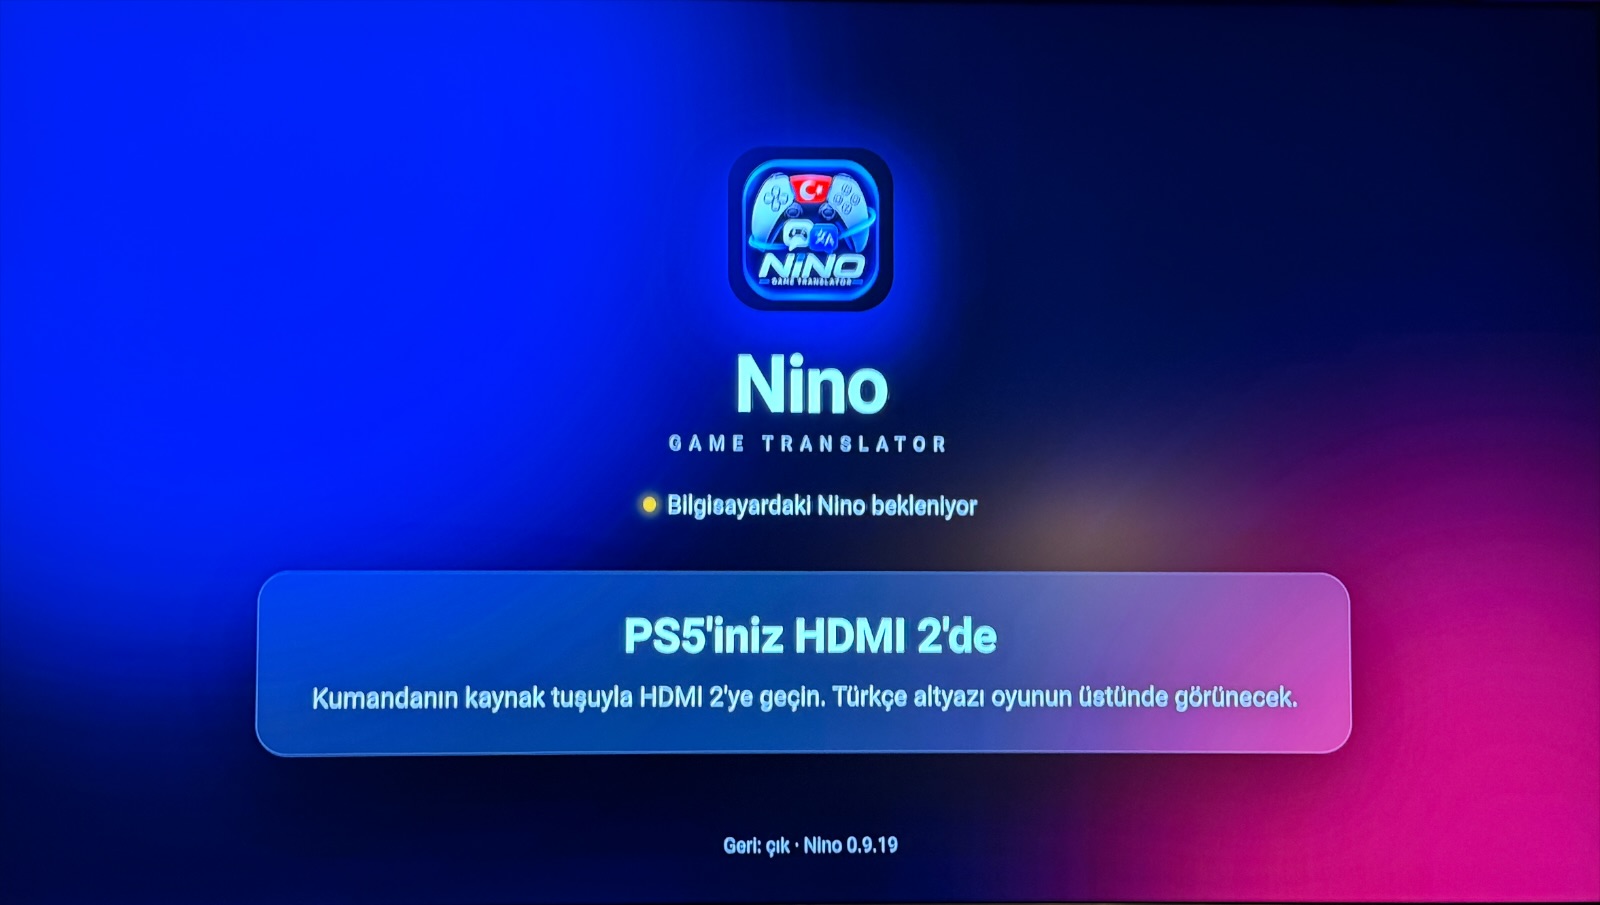 NiNO
GAME TRANSLATOR
Nino
GAME TRANSLATOR
Bilgisayardaki Nino bekleniyor
PS5'iniz HDMI 2'de
Kumandanın kaynak tuşuyla HDMI 2'ye geçin. Türkçe altyazı oyunun üstünde görünecek.
Geri: çık · Nino 0.9.19